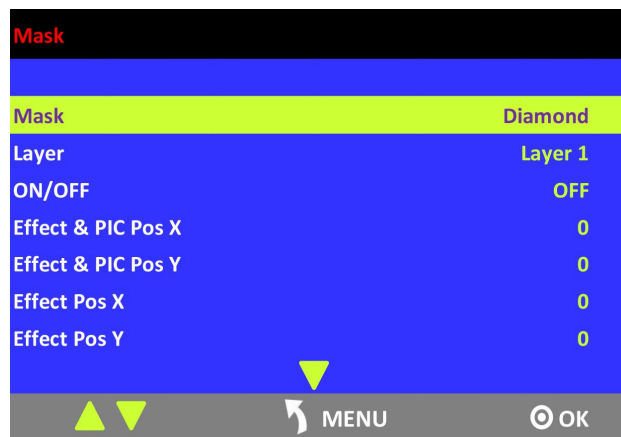 Mask
Mask Diamond
Layer Layer 1
ON/OFF OFF
Effect & PIC Pos X 0
Effect & PIC Pos Y 0
Effect Pos X 0
Effect Pos Y 0
MENU OK